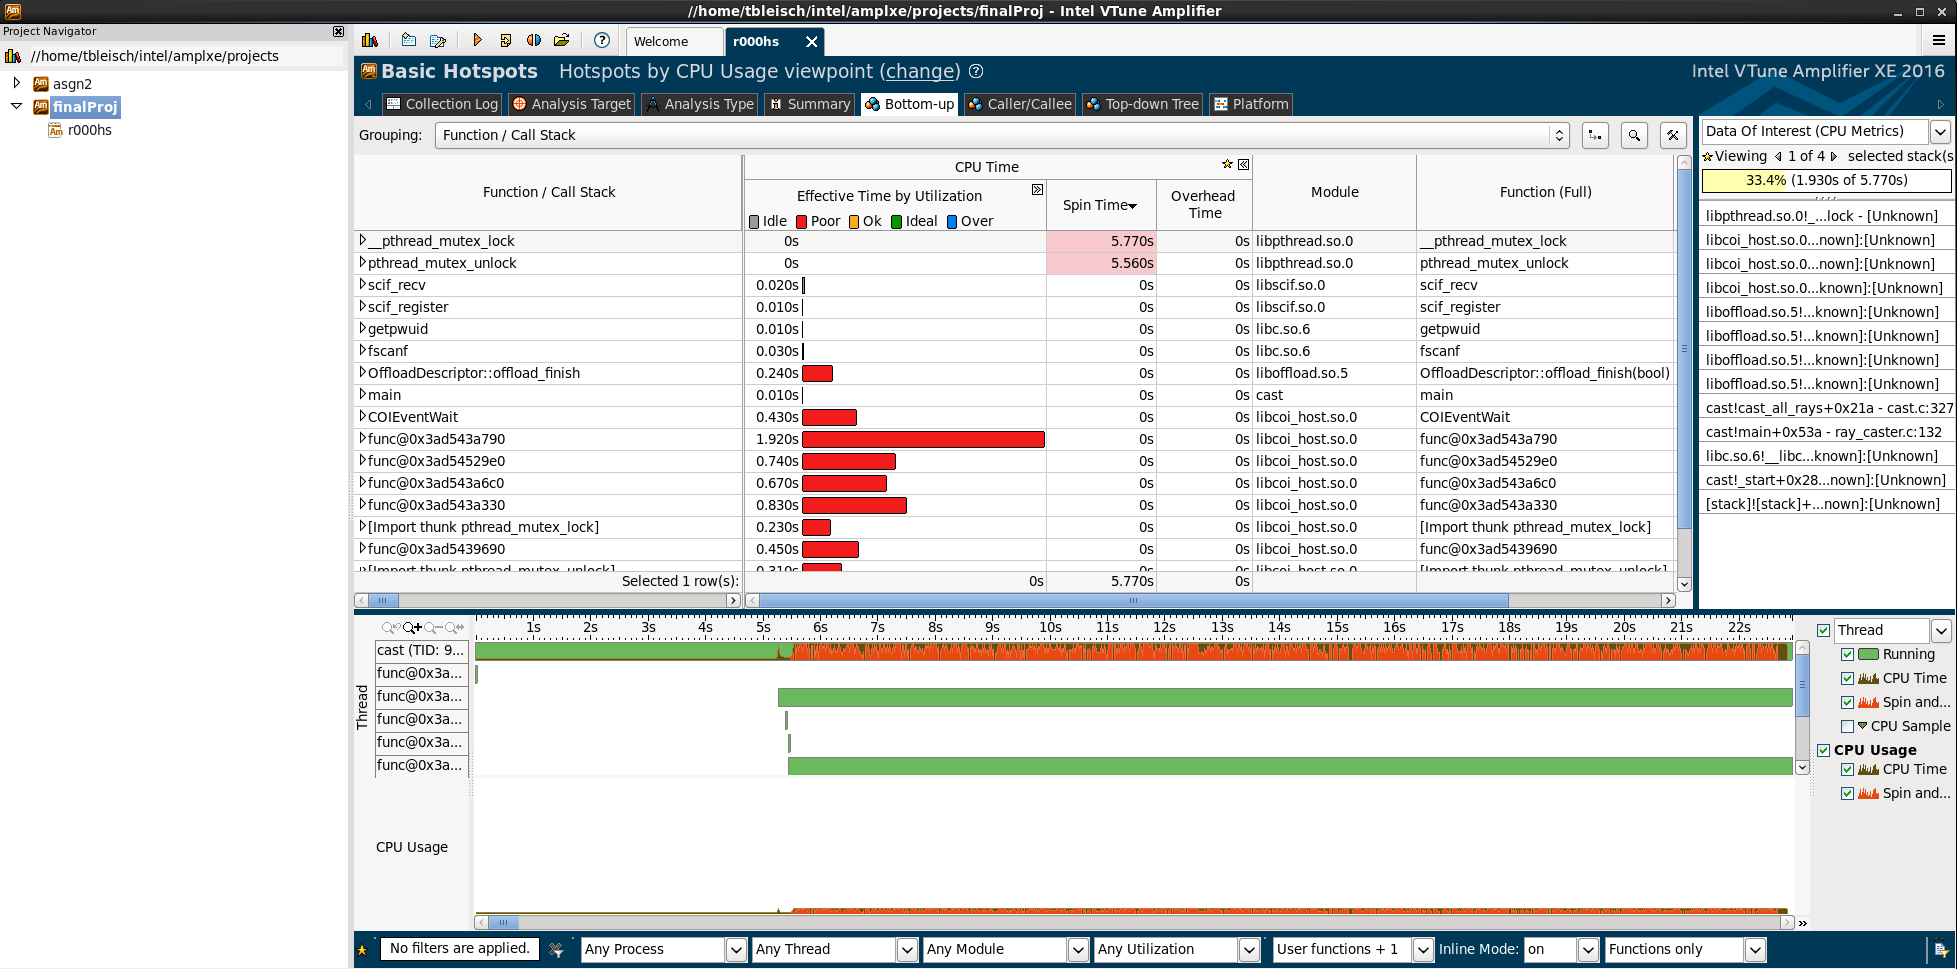 //home/tbleisch/intel/amplxe/projects/finalProj - Intel VTune Amplifier
Project Navigator
//home/tbleisch/intel/amplxe/projects
asgn2
finalProj
r000hs
Welcome
r000hs
Basic Hotspots Hotspots by CPU Usage viewpoint (change)
Intel VTune Amplifier XE 2016
Collection Log Analysis Target Analysis Type Summary Bottom-up Caller/Callee Top-down Tree Platform
Grouping: Function / Call Stack
Function / Call Stack
CPU Time
Effective Time by Utilization
Idle Poor Ok Ideal Over
Spin Time
Overhead Time
Module
Function (Full)
__pthread_mutex_lock 0s 5.770s 0s libpthread.so.0 __pthread_mutex_lock
pthread_mutex_unlock 0s 5.560s 0s libpthread.so.0 pthread_mutex_unlock
scif_recv 0.020s 0s 0s libscif.so.0 scif_recv
scif_register 0.010s 0s 0s libscif.so.0 scif_register
getpwuid 0.010s 0s 0s libc.so.6 getpwuid
fscanf 0.030s 0s 0s libc.so.6 fscanf
OffloadDescriptor::offload_finish 0.240s 0s 0s liboffload.so.5 OffloadDescriptor::offload_finish(bool)
main 0.010s 0s 0s cast main
COIEventWait 0.430s 0s 0s libcoi_host.so.0 COIEventWait
func@0x3ad543a790 1.920s 0s 0s libcoi_host.so.0 func@0x3ad543a790
func@0x3ad54529e0 0.740s 0s 0s libcoi_host.so.0 func@0x3ad54529e0
func@0x3ad543a6c0 0.670s 0s 0s libcoi_host.so.0 func@0x3ad543a6c0
func@0x3ad543a330 0.830s 0s 0s libcoi_host.so.0 func@0x3ad543a330
[Import thunk pthread_mutex_lock] 0.230s 0s 0s libcoi_host.so.0 [Import thunk pthread_mutex_lock]
func@0x3ad5439690 0.450s 0s 0s libcoi_host.so.0 func@0x3ad5439690
[Import thunk pthread_mutex_unlock] 0.310s 0s 0s libcoi_host.so.0 [Import thunk pthread_mutex_unlock]
Selected 1 row(s): 0s 5.770s 0s
Data Of Interest (CPU Metrics)
Viewing 1 of 4 selected stack(s
33.4% (1.930s of 5.770s)
libpthread.so.0!_...lock - [Unknown]
libcoi_host.so.0...nown]:[Unknown]
libcoi_host.so.0...nown]:[Unknown]
libcoi_host.so.0...known]:[Unknown]
liboffload.so.5!...known]:[Unknown]
liboffload.so.5!...known]:[Unknown]
liboffload.so.5!...known]:[Unknown]
liboffload.so.5!...known]:[Unknown]
cast!cast_all_rays+0x21a - cast.c:327
cast!main+0x53a - ray_caster.c:132
libc.so.6!__libc...known]:[Unknown]
cast!_start+0x28...nown]:[Unknown]
[stack]![stack]+...nown]:[Unknown]
1s 2s 3s 4s 5s 6s 7s 8s 9s 10s 11s 12s 13s 14s 15s 16s 17s 18s 19s 20s 21s 22s
Thread
cast (TID: 9...
func@0x3a...
func@0x3a...
func@0x3a...
func@0x3a...
func@0x3a...
CPU Usage
Thread
Running
CPU Time
Spin and...
CPU Sample
CPU Usage
CPU Time
Spin and...
No filters are applied. Any Process Any Thread Any Module Any Utilization User functions + 1 Inline Mode: on Functions only